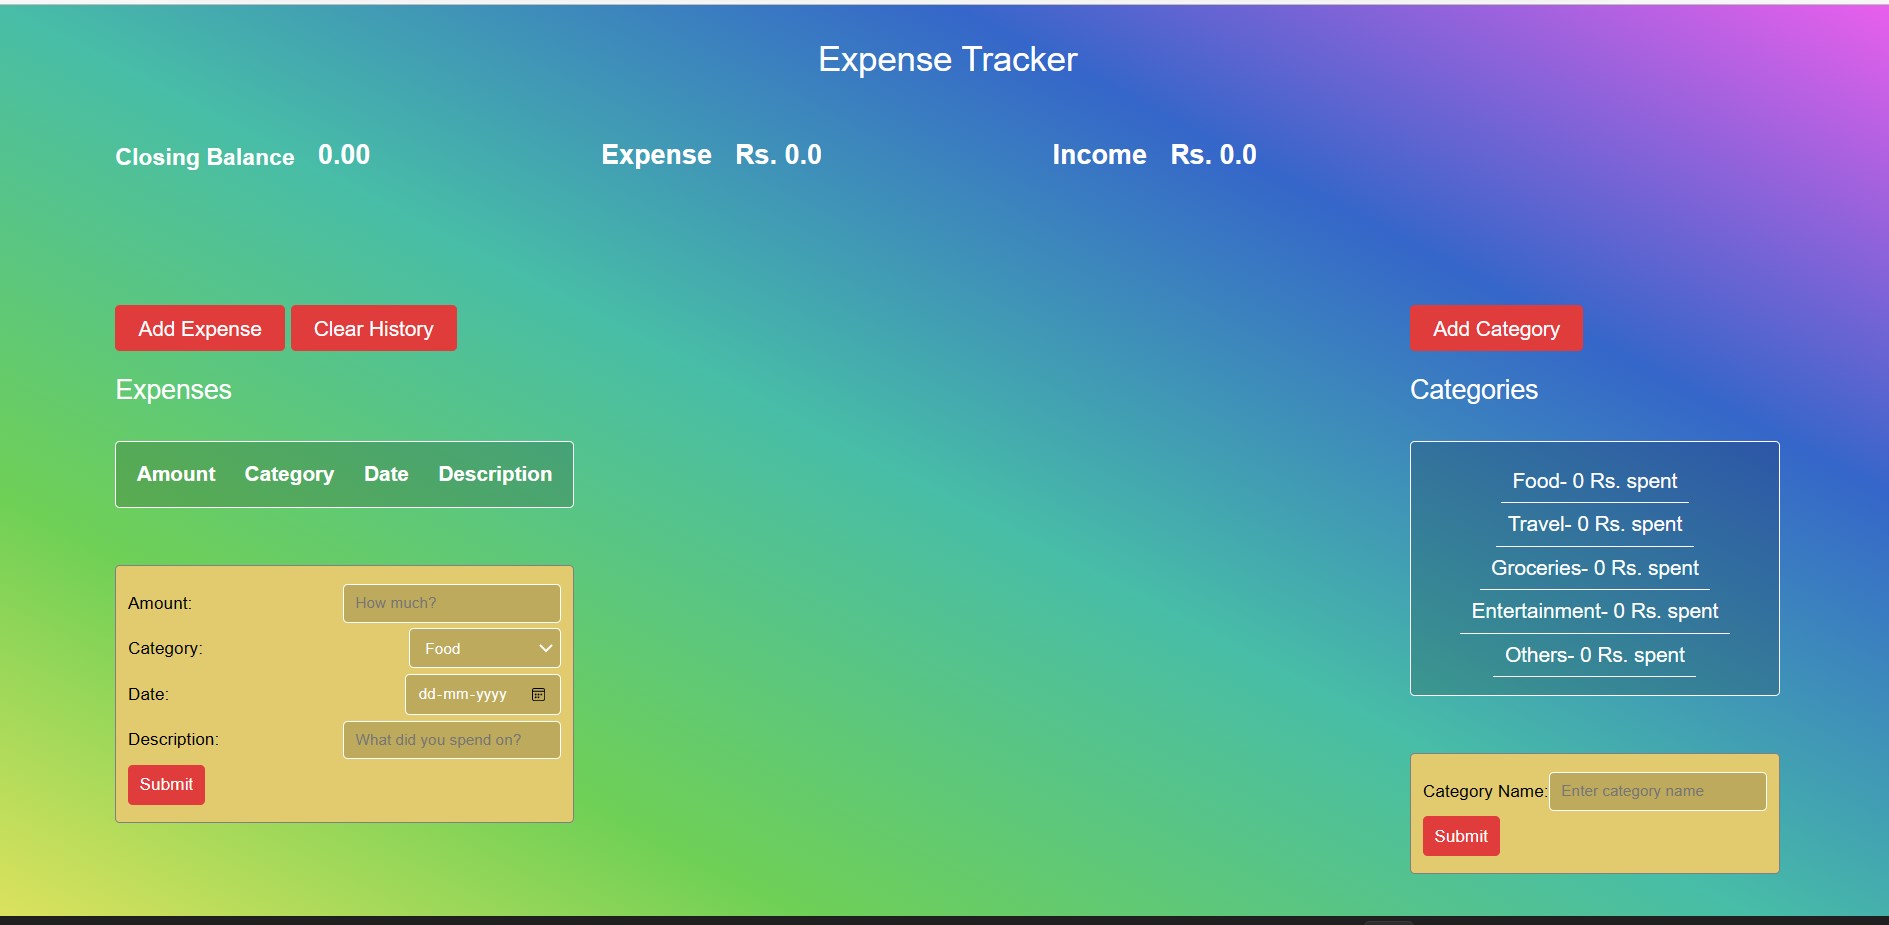 Expense Tracker
Closing Balance 0.00 Expense Rs. 0.0 Income Rs. 0.0
Add Expense Clear History
Expenses
Amount Category Date Description
Amount: How much?
Category: Food
Date: dd-mm-yyyy
Description: What did you spend on?
Submit
Add Category
Categories
Food- 0 Rs. spent
Travel- 0 Rs. spent
Groceries- 0 Rs. spent
Entertainment- 0 Rs. spent
Others- 0 Rs. spent
Category Name: Enter category name
Submit